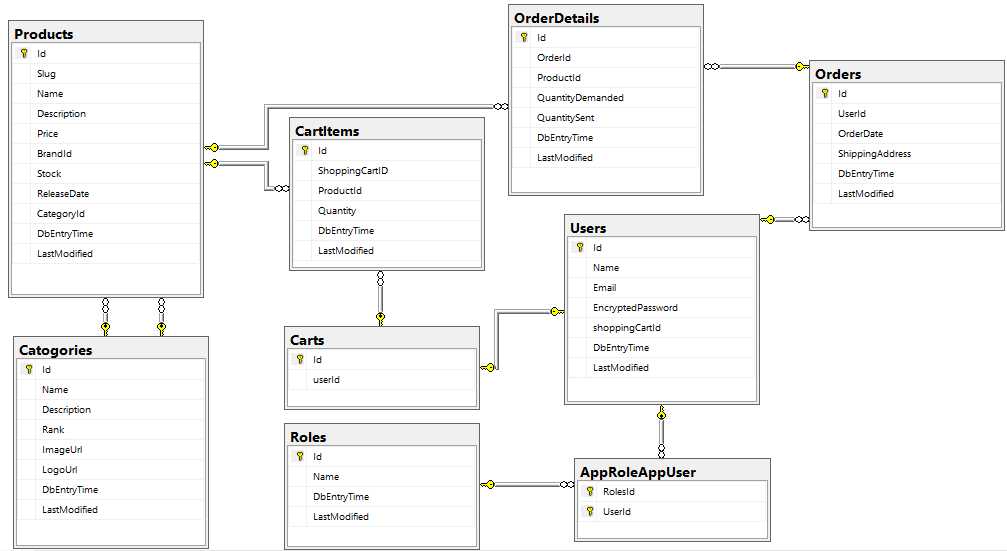 Products
Id
Slug
Name
Description
Price
BrandId
Stock
ReleaseDate
CategoryId
DbEntryTime
LastModified
Catogories
Id
Name
Description
Rank
ImageUrl
LogoUrl
DbEntryTime
LastModified
CartItems
Id
ShoppingCartID
ProductId
Quantity
DbEntryTime
LastModified
Carts
Id
userId
Roles
Id
Name
DbEntryTime
LastModified
OrderDetails
Id
OrderId
ProductId
QuantityDemanded
QuantitySent
DbEntryTime
LastModified
Users
Id
Name
Email
EncryptedPassword
shoppingCartId
DbEntryTime
LastModified
AppRoleAppUser
RolesId
UserId
Orders
Id
UserId
OrderDate
ShippingAddress
DbEntryTime
LastModified